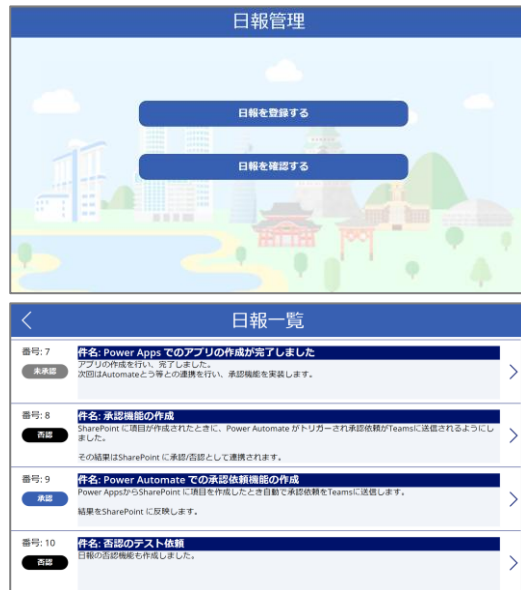 日報管理
日報を登録する
日報を確認する
日報一覧
番号: 7
件名: Power Apps でのアプリの作成が完了しました
未承認
アプリの作成を行い、完了しました。
次回はAutomateとう等との連携を行い、承認機能を実装します。
番号: 8
件名: 承認機能の作成
否認
SharePoint に項目が作成されたときに、Power Automate がトリガーされ承認依頼がTeamsに送信されるようにし
ました。
その結果はSharePoint に承認/否認として連携されます。
番号: 9
件名: Power Automate での承認依頼機能の作成
承認
Power AppsからSharePoint に項目を作成したとき自動で承認依頼をTeamsに送信します。
結果をSharePoint に反映します。
番号: 10
件名: 否認のテスト依頼
否認
日報の否認機能も作成しました。